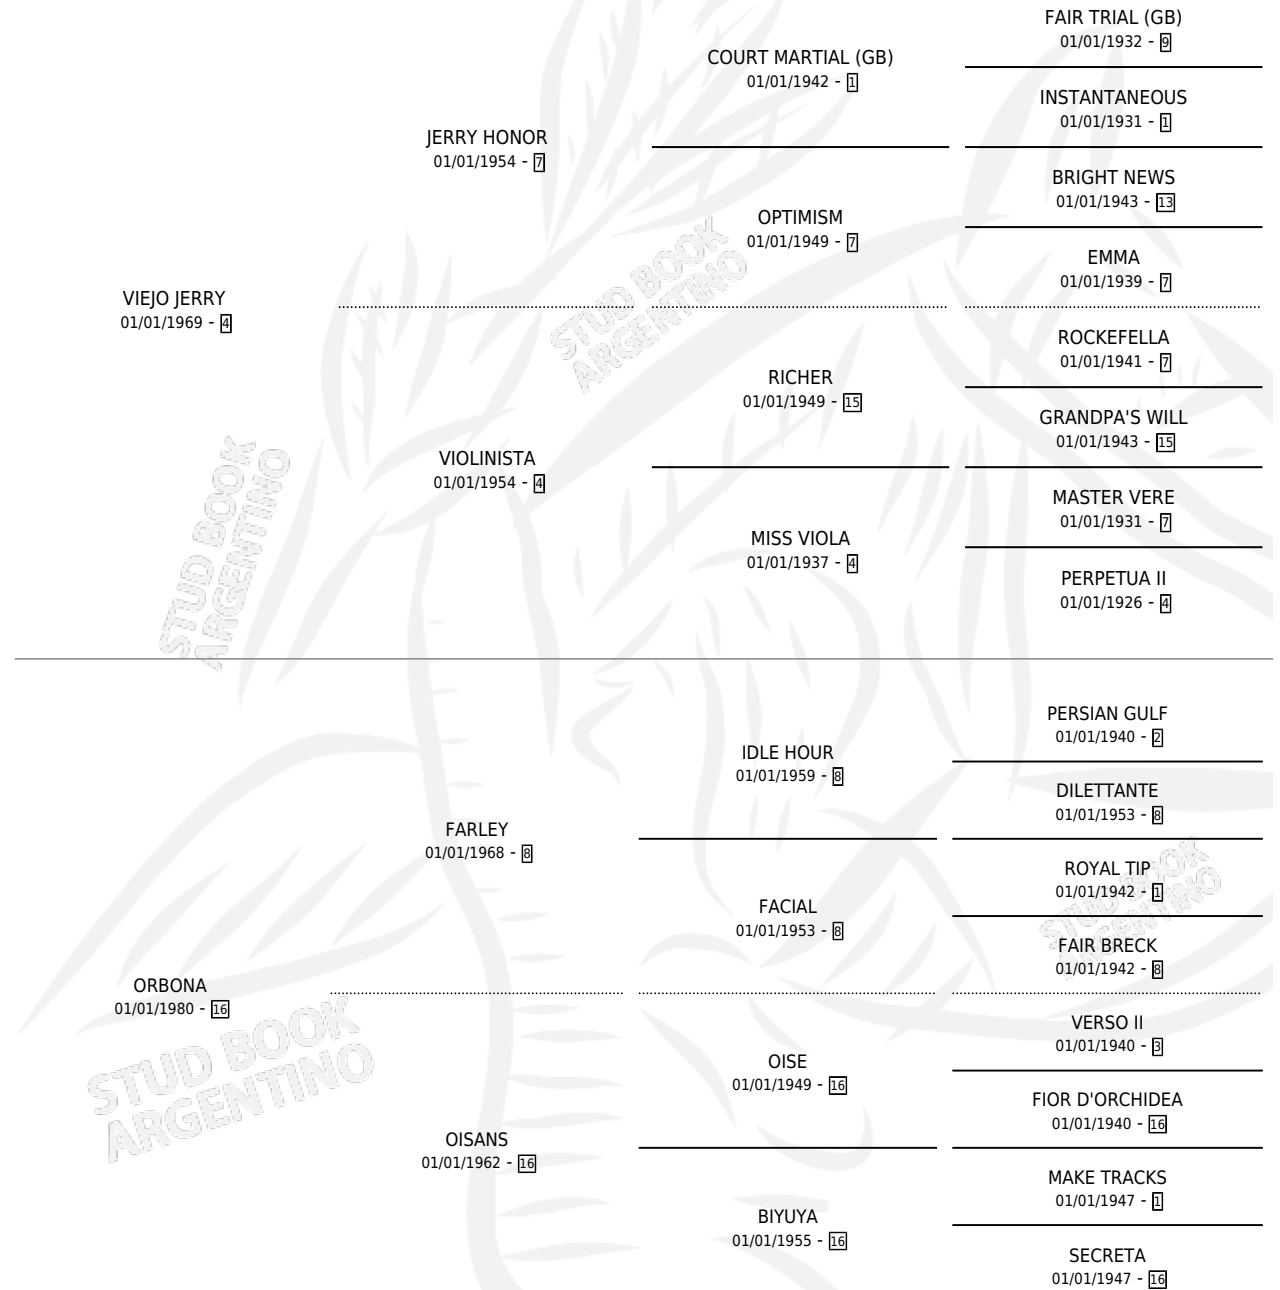 FAIR TRIAL (GB)
01/01/1932 - 9
COURT MARTIAL (GB)
01/01/1942 - 1
INSTANTANEOUS
01/01/1931 - 1
JERRY HONOR
01/01/1954 - 7
BRIGHT NEWS
01/01/1943 - 13
OPTIMISM
01/01/1949 - 7
EMMA
01/01/1939 - 7
VIEJO JERRY
01/01/1969 - 4
ROCKEFELLA
01/01/1941 - 7
RICHER
01/01/1949 - 15
GRANDPA'S WILL
01/01/1943 - 15
VIOLINISTA
01/01/1954 - 4
MASTER VERE
01/01/1931 - 7
MISS VIOLA
01/01/1937 - 4
PERPETUA II
01/01/1926 - 4
PERSIAN GULF
01/01/1940 - 2
IDLE HOUR
01/01/1959 - 8
DILETTANTE
01/01/1953 - 8
FARLEY
01/01/1968 - 8
ROYAL TIP
01/01/1942 - 1
FACIAL
01/01/1953 - 8
FAIR BRECK
01/01/1942 - 8
ORBONA
01/01/1980 - 16
VERSO II
01/01/1940 - 3
OISE
01/01/1949 - 16
FIOR D'ORCHIDEA
01/01/1940 - 16
OISANS
01/01/1962 - 16
MAKE TRACKS
01/01/1947 - 1
BIYUYA
01/01/1955 - 16
SECRETA
01/01/1947 - 16
STUD BOOK
ARGENTINO
STUD BOOK
ARGENTINO
STUD BOOK
ARGENTINO
STUD BOOK
ARGENTINO